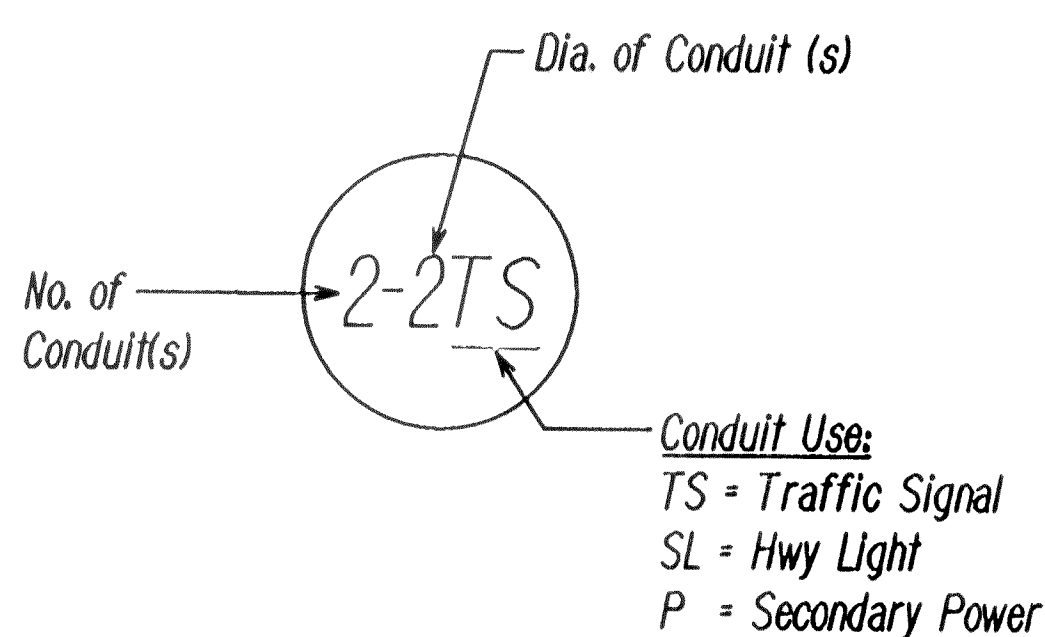 Dia. of Conduit (s)
2-2TS
No. of
Conduit(s)
Conduit Use:
TS = Traffic Signal
SL = Hwy Light
P = Secondary Power